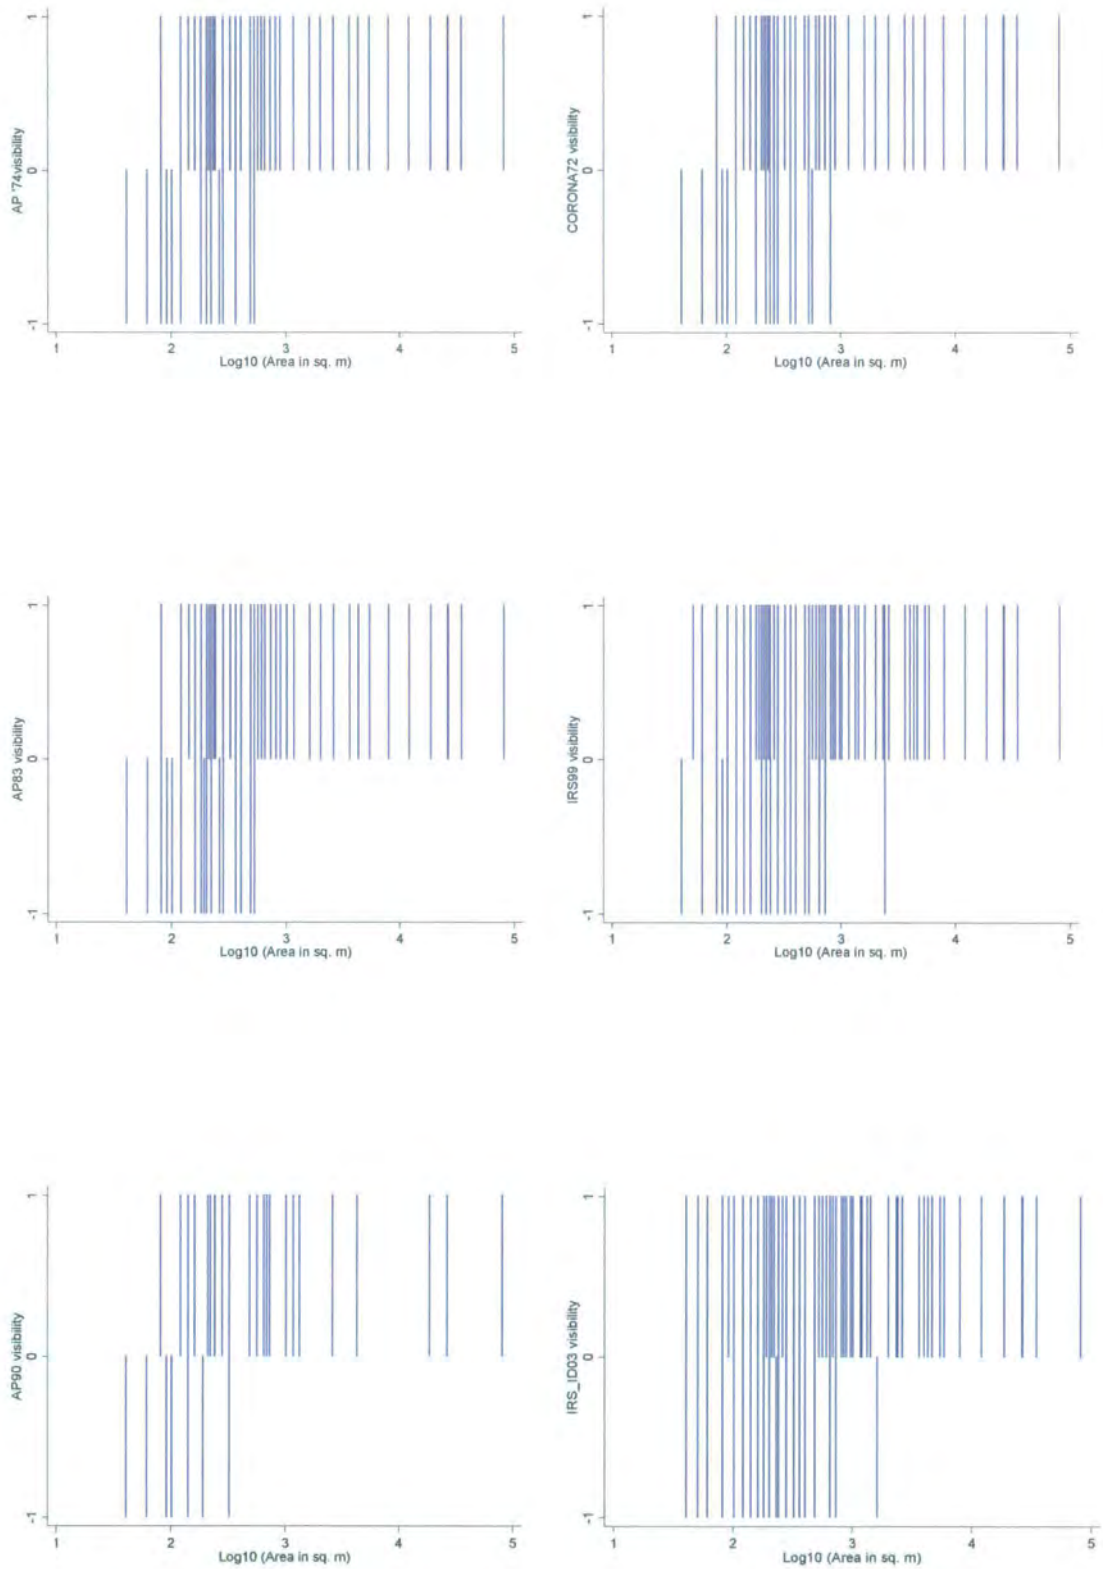 AP '74visibility
1
0
-1
1 2 3 4 5
Log10 (Area in sq. m)
CORONA72 visibility
1
0
-1
1 2 3 4 5
Log10 (Area in sq. m)
AP83 visibility
1
0
-1
1 2 3 4 5
Log10 (Area in sq. m)
IRS99 visibility
1
0
-1
1 2 3 4 5
Log10 (Area in sq. m)
AP90 visibility
1
0
-1
1 2 3 4 5
Log10 (Area in sq. m)
IRS_ID03 visibility
1
0
-1
1 2 3 4 5
Log10 (Area in sq. m)